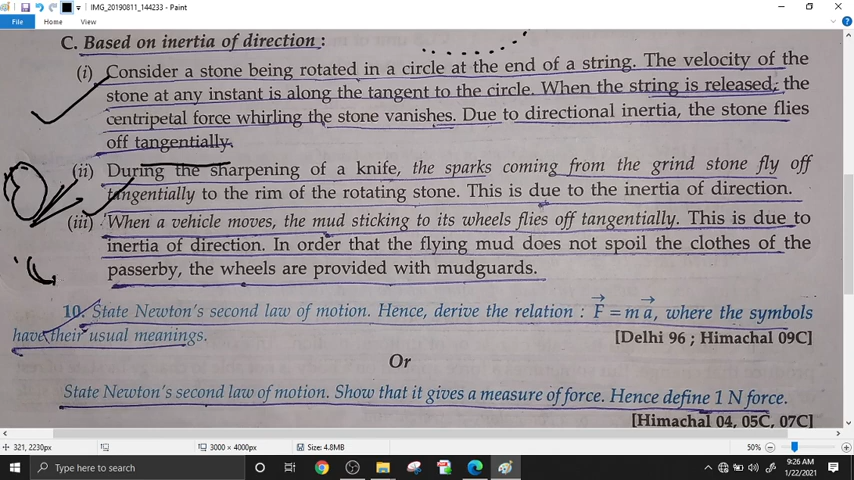 IMG_20190811_144233 - Paint
File
Home
View
C. Based on inertia of direction :
(i) Consider a stone being rotated in a circle at the end of a string. The velocity of the
stone at any instant is along the tangent to the circle. When the string is released, the
centripetal force whirling the stone vanishes. Due to directional inertia, the stone flies
off tangentially.
(ii) During the sharpening of a knife, the sparks coming from the grind stone fly off
tangentially to the rim of the rotating stone. This is due to the inertia of direction.
(iii) When a vehicle moves, the mud sticking to its wheels flies off tangentially. This is due to
inertia of direction. In order that the flying mud does not spoil the clothes of the
passerby, the wheels are provided with mudguards.
10. State Newton's second law of motion. Hence, derive the relation : F = m a, where the symbols
have their usual meanings.
[Delhi 96 ; Himachal 09C]
Or
State Newton's second law of motion. Show that it gives a measure of force. Hence define 1 N force.
[Himachal 04, 05C, 07C]
321, 2230px
3000 × 4000px
Size: 4.8MB
50%
Type here to search
9:26 AM
1/22/2021